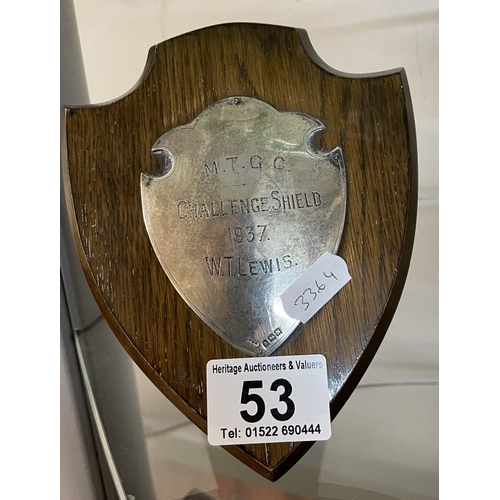 M.T.G.C.
CHALLENGE SHIELD.
1937.
W.T.LEWIS.
3364
Heritage Auctioneers & Valuers
53
Tel: 01522 690444